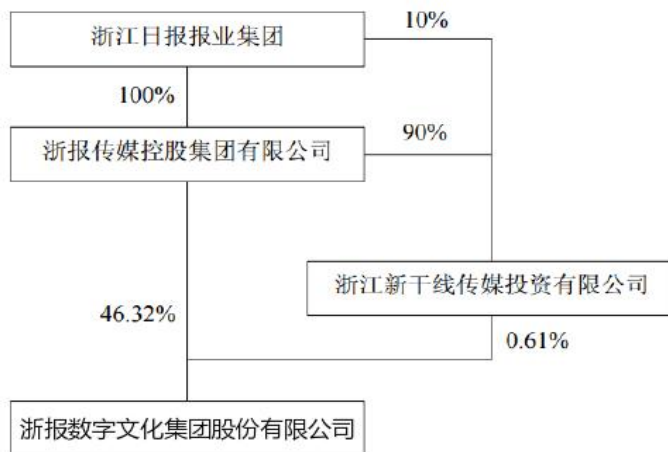 浙江日报报业集团
10%
100%
浙报传媒控股集团有限公司
90%
浙江新干线传媒投资有限公司
46.32%
0.61%
浙报数字文化集团股份有限公司